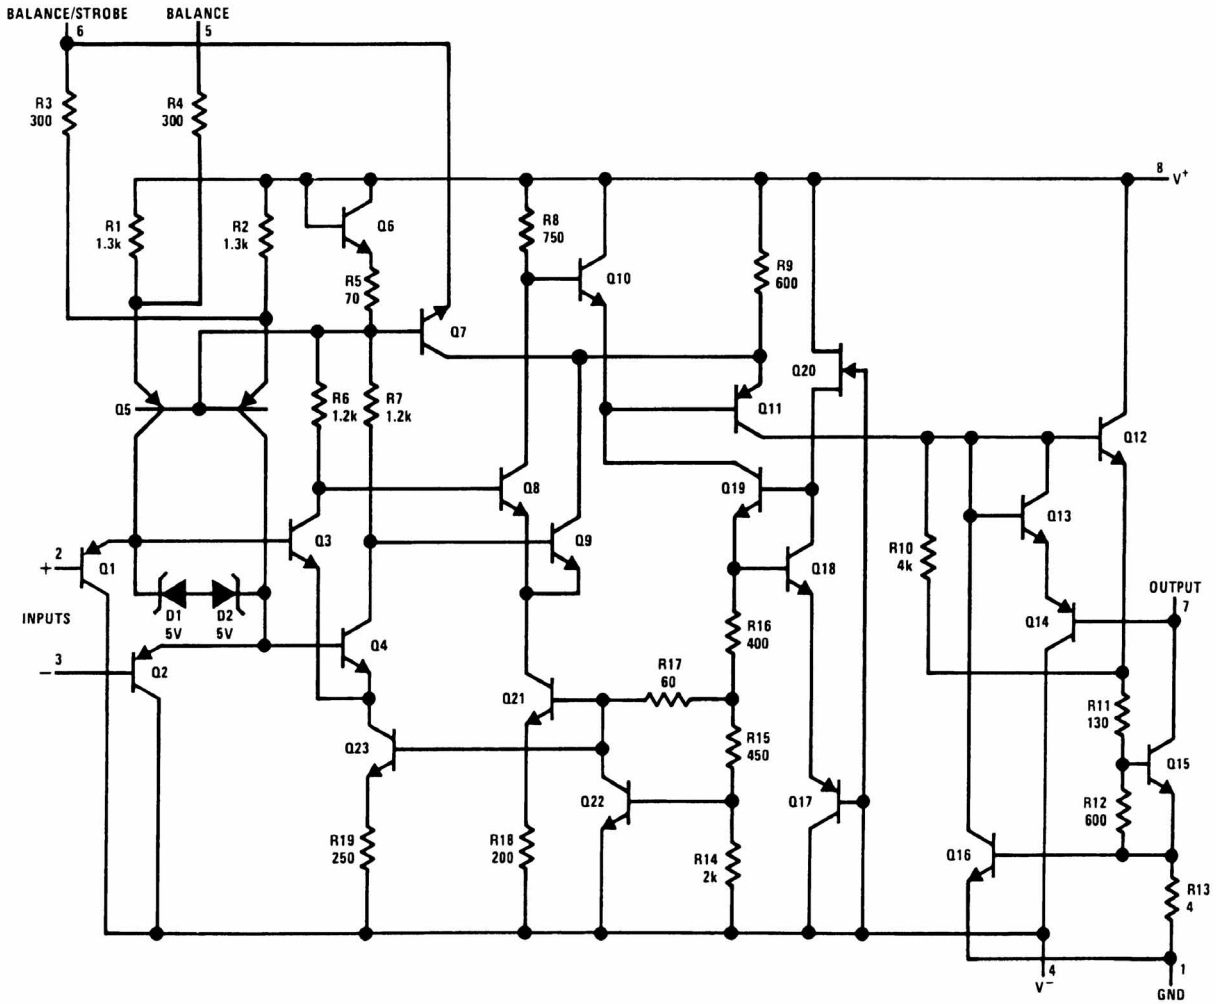 BALANCE/STROBE BALANCE
6 5
R3
300
R4
300
8 V+
R1
1.3k
R2
1.3k
Q6
R8
750
R5
70
Q10
R9
600
Q7
Q20
Q5
R6
1.2k
R7
1.2k
Q11
Q12
Q8
Q19
Q13
Q3
Q9
R10
4k
2
+
Q1
Q18
D1
5V
D2
5V
INPUTS
OUTPUT
7
Q14
R16
400
Q4
3
−
Q2
R17
60
Q21
R11
130
Q23
R15
450
Q15
Q22
Q17
R12
600
R19
250
R18
200
R14
2k
Q16
R13
4
4
V−
1
GND